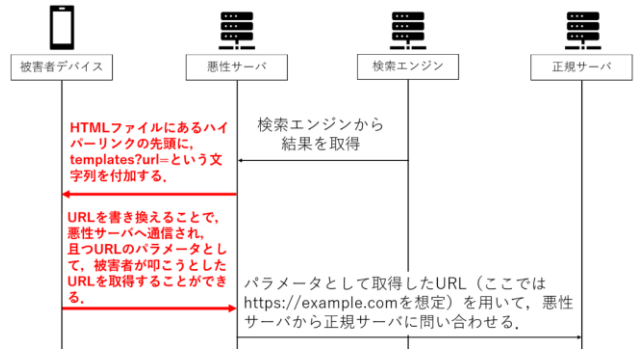 被害者デバイス
悪性サーバ
検索エンジン
正規サーバ
検索エンジンから
結果を取得
HTMLファイルにあるハイ
パーリンクの先頭に,
templates?url=という文
字列を付加する.
URLを書き換えることで,
悪性サーバへ通信され,
且つURLのパラメータとし
て,被害者が叩こうとした
URLを取得することができ
る.
パラメータとして取得したURL（ここでは
https://example.comを想定）を用いて,悪性
サーバから正規サーバに問い合わせる.